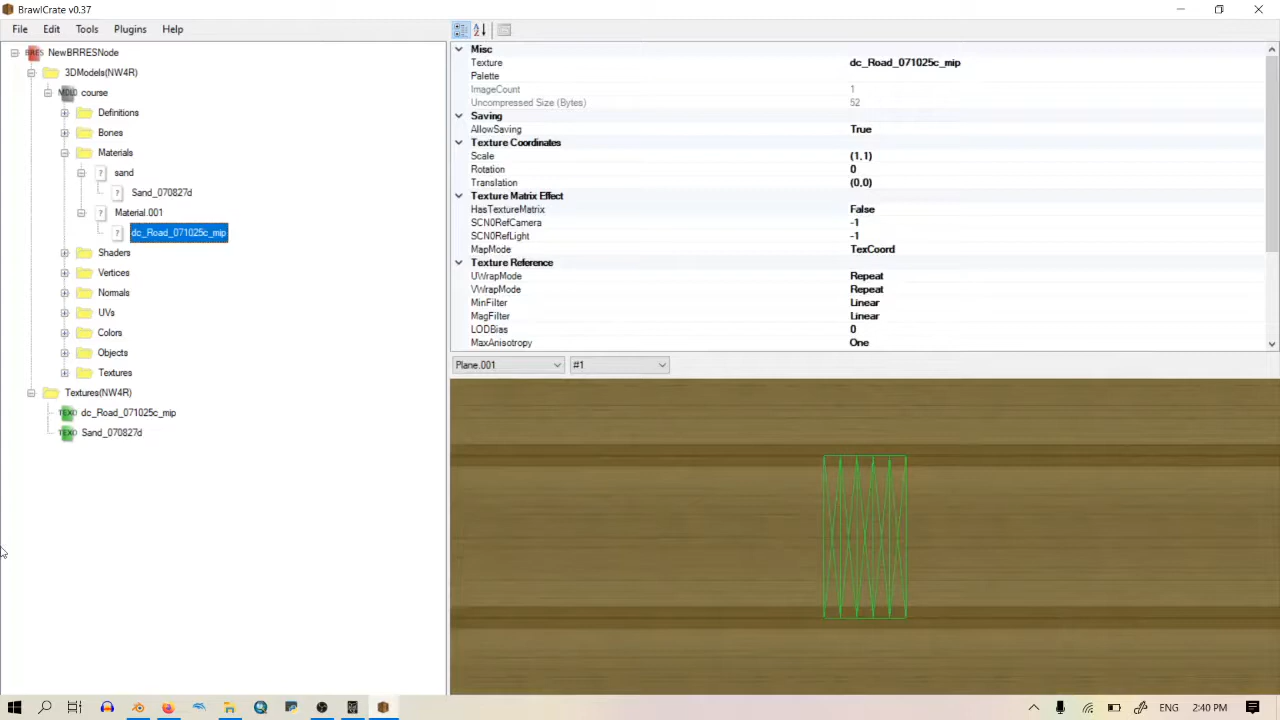 BrawlCrate v0.37
File Edit Tools Plugins Help
BRES NewBRRESNode
3DModels(NW4R)
MDL0 course
Definitions
Bones
Materials
? sand
? Sand_070827d
? Material.001
? dc_Road_071025c_mip
Shaders
Vertices
Normals
UVs
Colors
Objects
Textures
Textures(NW4R)
TEX0 dc_Road_071025c_mip
TEX0 Sand_070827d
Misc
Texture dc_Road_071025c_mip
Palette
ImageCount 1
Uncompressed Size (Bytes) 52
Saving
AllowSaving True
Texture Coordinates
Scale (1,1)
Rotation 0
Translation (0,0)
Texture Matrix Effect
HasTextureMatrix False
SCN0RefCamera -1
SCN0RefLight -1
MapMode TexCoord
Texture Reference
UWrapMode Repeat
VWrapMode Repeat
MinFilter Linear
MagFilter Linear
LODBias 0
MaxAnisotropy One
Plane.001 #1
ENG 2:40 PM